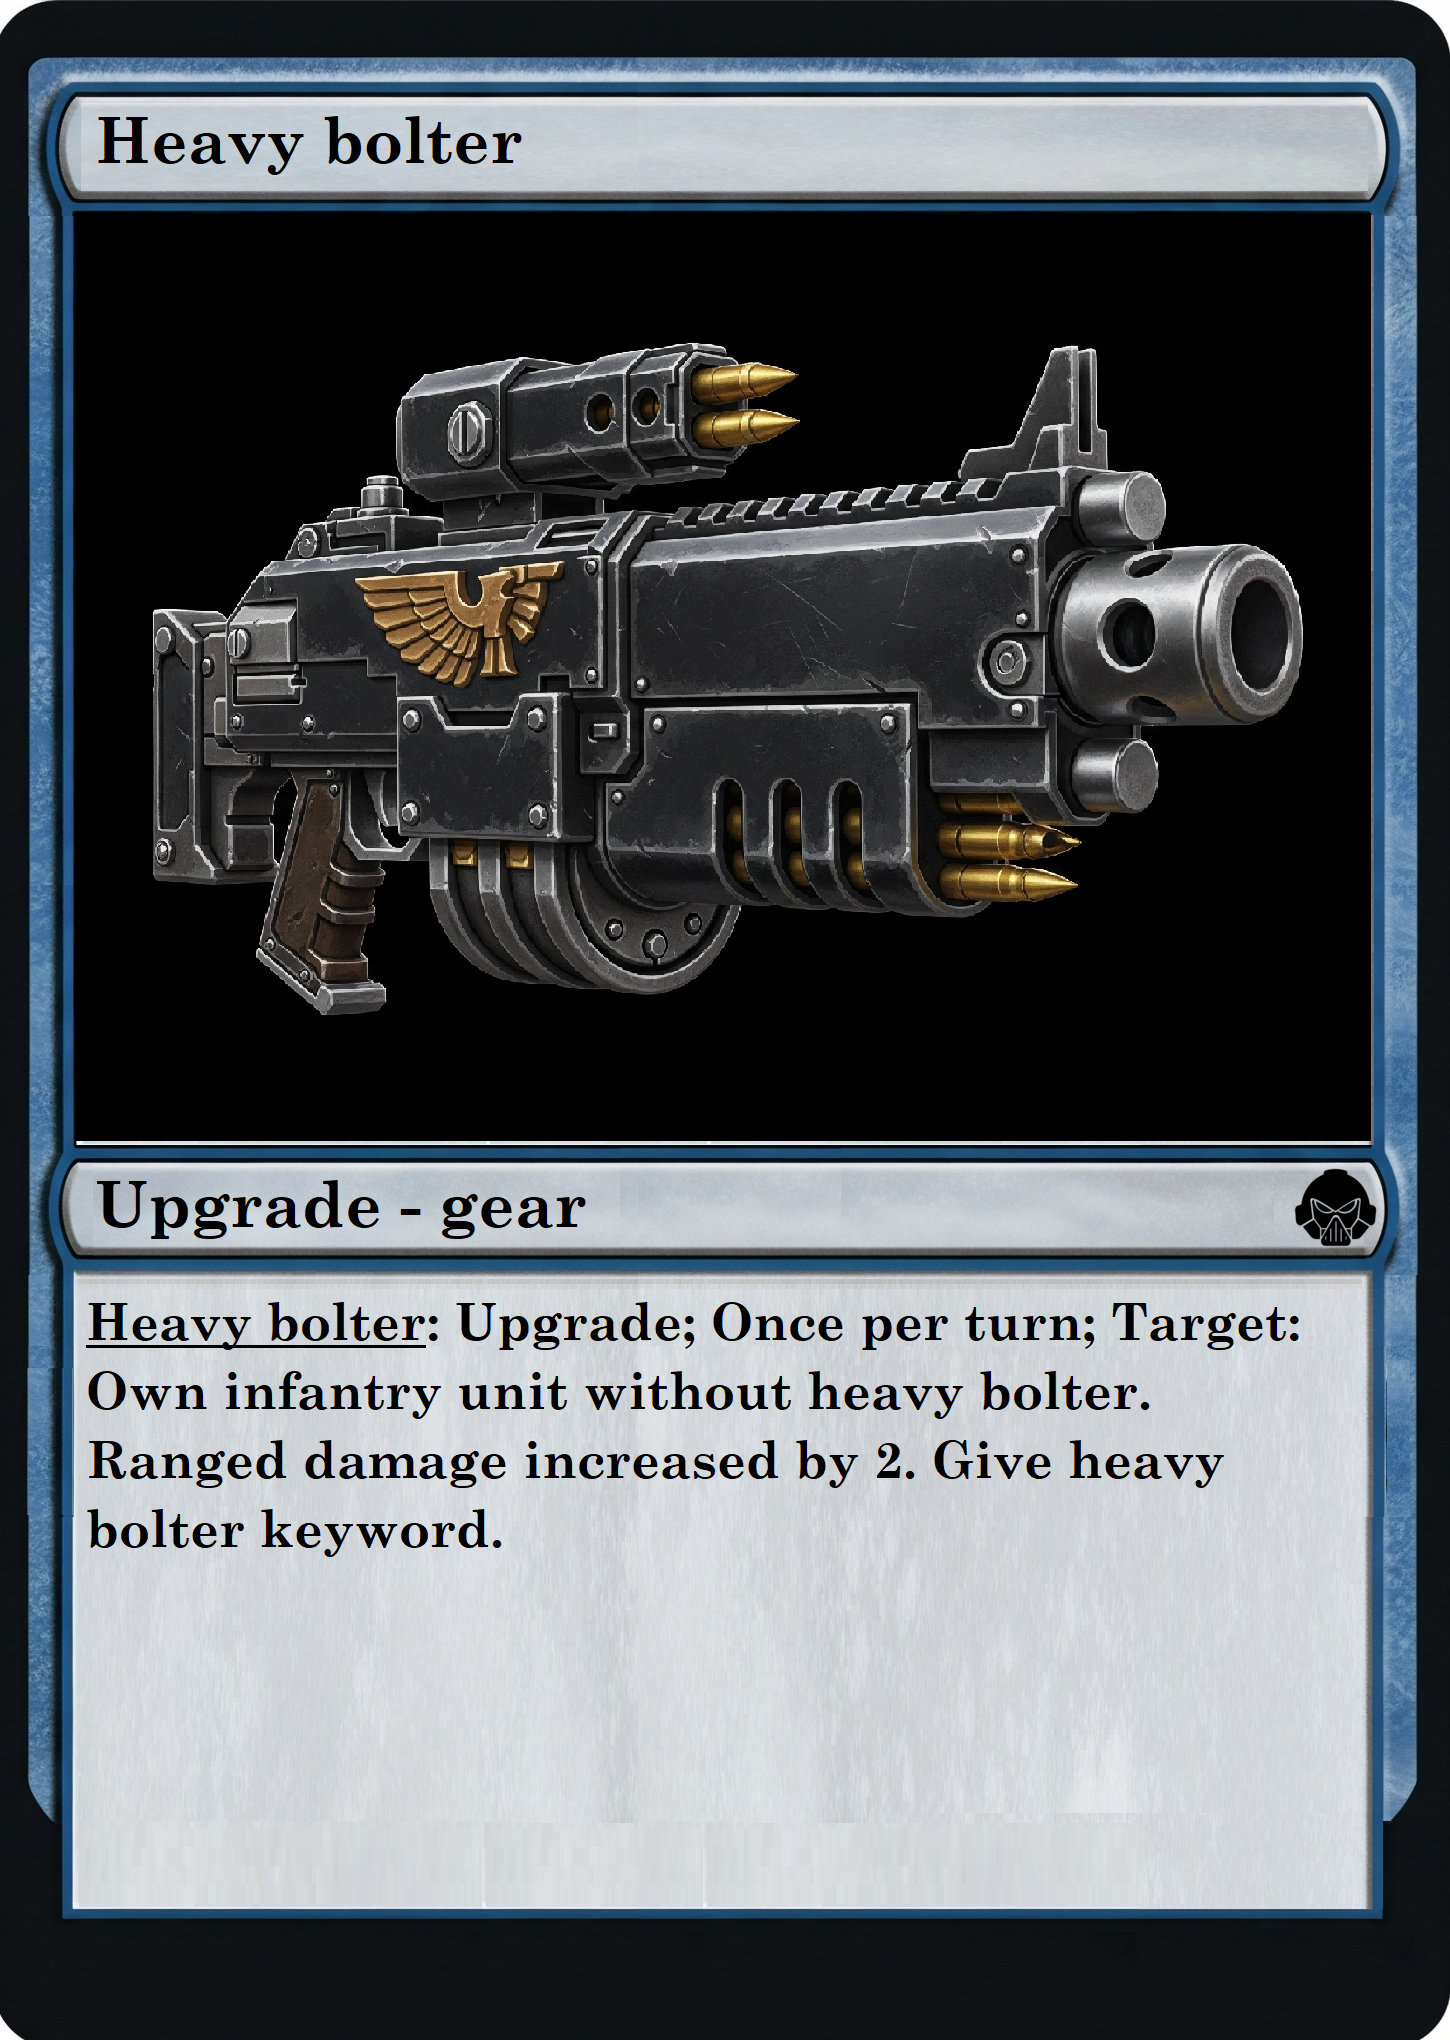 Heavy bolter
Upgrade - gear
Heavy bolter: Upgrade; Once per turn; Target:
Own infantry unit without heavy bolter.
Ranged damage increased by 2. Give heavy
bolter keyword.